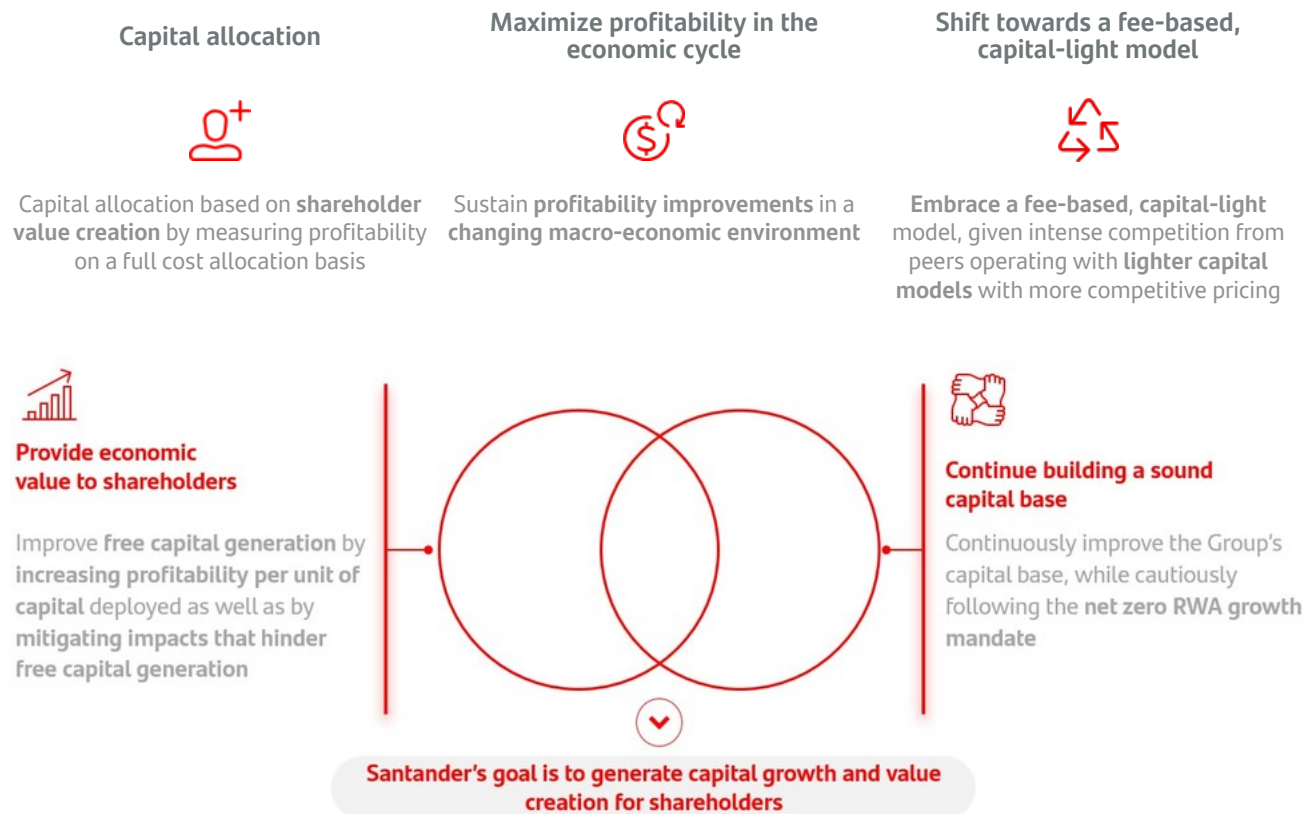 Capital allocation
Maximize profitability in the
economic cycle
Shift towards a fee-based,
capital-light model
$
Capital allocation based on shareholder
value creation by measuring profitability
on a full cost allocation basis
Sustain profitability improvements in a
changing macro-economic environment
Embrace a fee-based, capital-light
model, given intense competition from
peers operating with lighter capital
models with more competitive pricing
Provide economic
value to shareholders
Improve free capital generation by
increasing profitability per unit of
capital deployed as well as by
mitigating impacts that hinder
free capital generation
Continue building a sound
capital base
Continuously improve the Group's
capital base, while cautiously
following the net zero RWA growth
mandate
Santander's goal is to generate capital growth and value
creation for shareholders